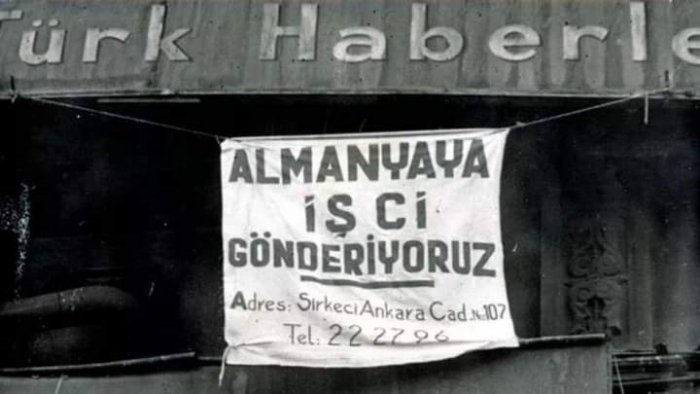 Türk Haberle
ALMANYAYA
İŞ Cİ
GÖNDERİYORUZ
Adres: Sirkeci Ankara Cad. No: 107
Tel: 22 27 96